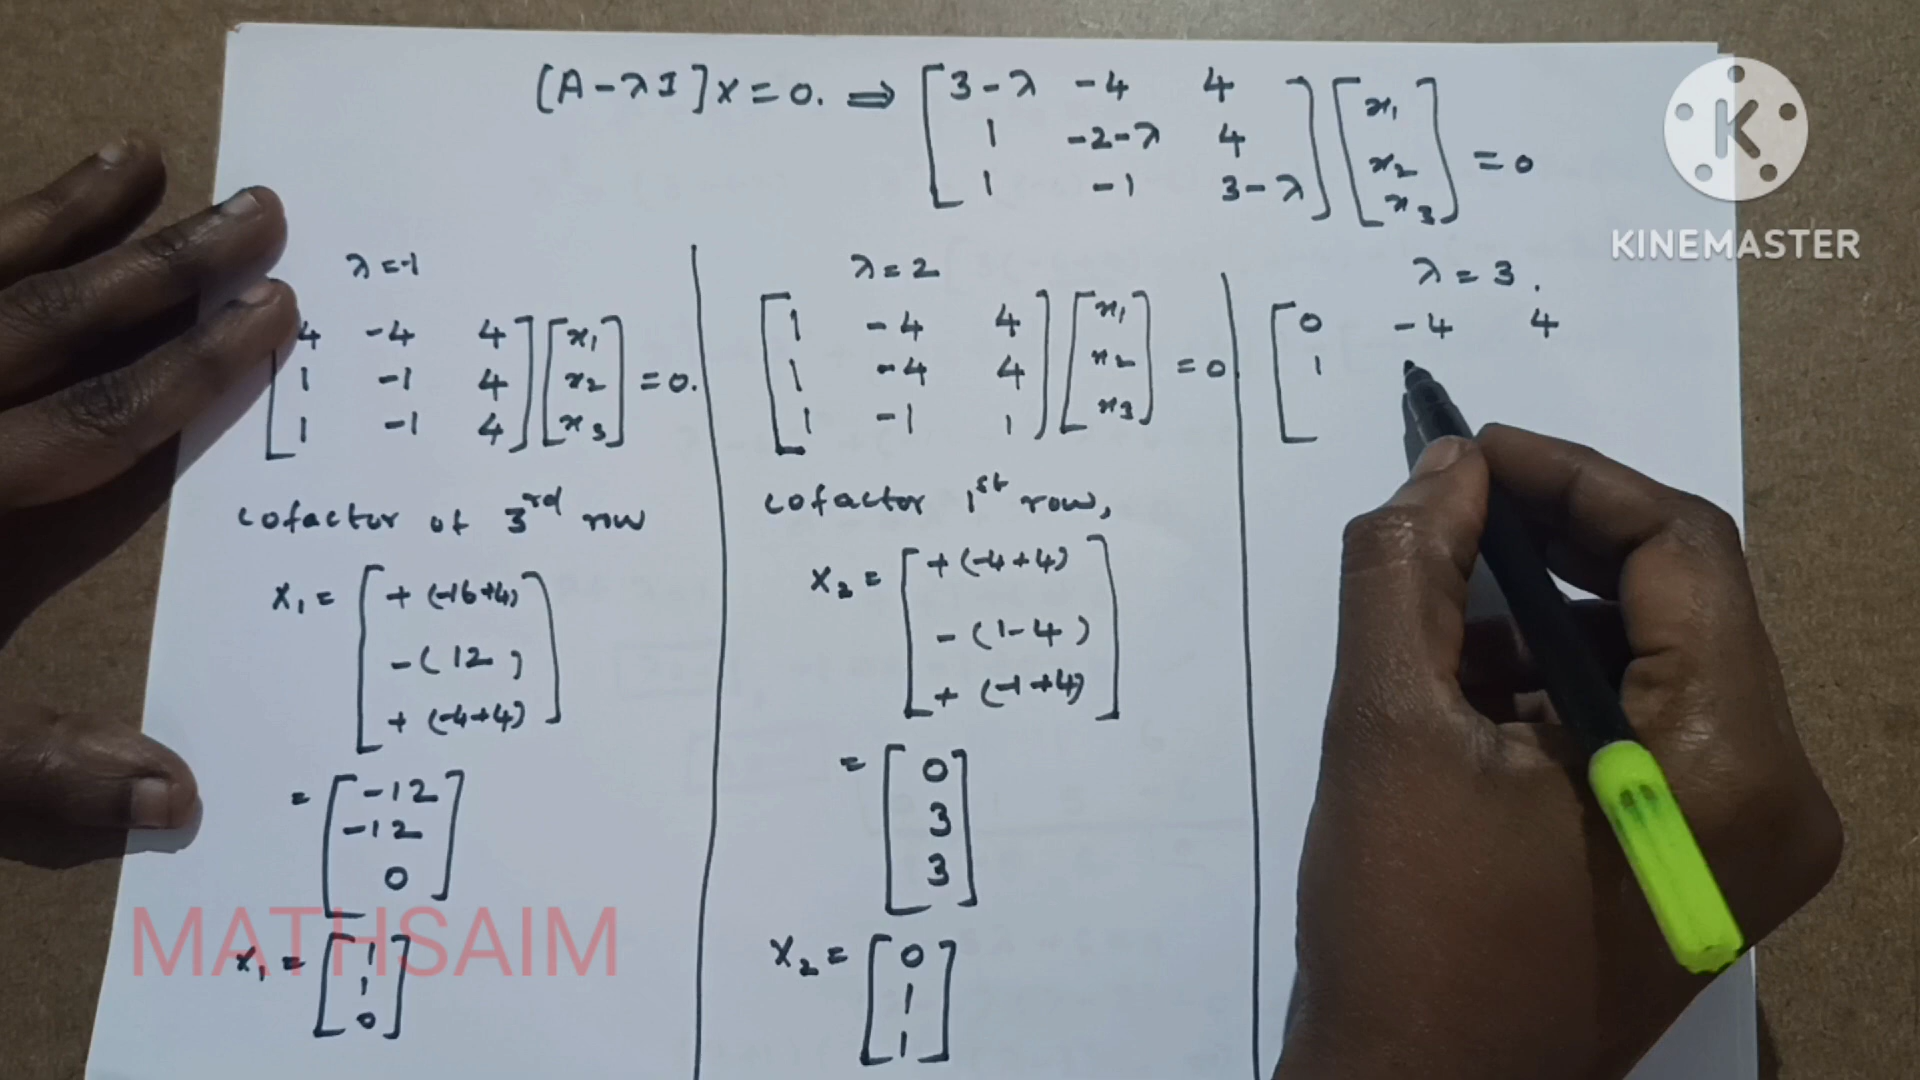 [A-λI]X=0. ⟹ [3-λ -4 4] [x₁]
[1 -2-λ 4] [x₂] =0
[1 -1 3-λ] [x₃]
KINEMASTER
λ=-1
[4 -4 4] [x₁]
[1 -1 4] [x₂] =0.
[1 -1 4] [x₃]
cofactor of 3rd row
X₁= [+(-16+4)]
[-(12)]
[+(-4+4)]
= [-12]
[-12]
[0]
X₁= [1]
[1]
[0]
λ=2
[1 -4 4] [x₁]
[1 -4 4] [x₂] =0
[1 -1 1] [x₃]
cofactor 1st row,
X₂= [+(-4+4)]
[-(1-4)]
[+(-1+4)]
= [0]
[3]
[3]
X₂= [0]
[1]
[1]
λ=3.
[0 -4 4
1
MATHSAIM